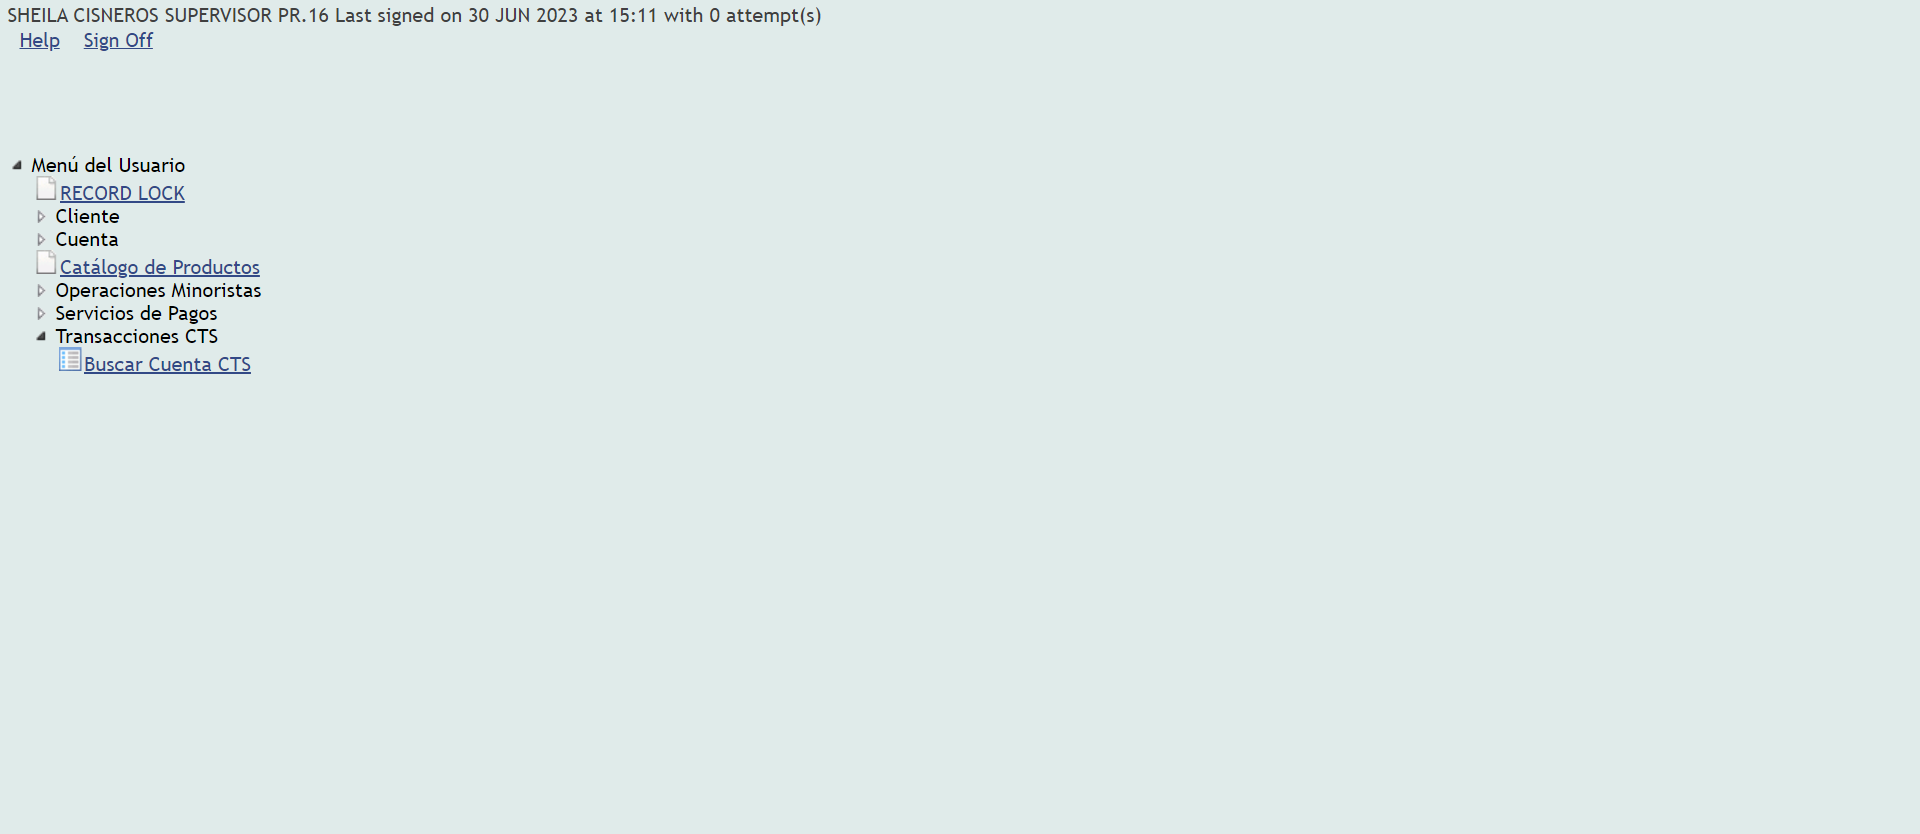 SHEILA CISNEROS SUPERVISOR PR.16 Last signed on 30 JUN 2023 at 15:11 with 0 attempt(s)
Help Sign Off
Menú del Usuario
RECORD LOCK
Cliente
Cuenta
Catálogo de Productos
Operaciones Minoristas
Servicios de Pagos
Transacciones CTS
Buscar Cuenta CTS